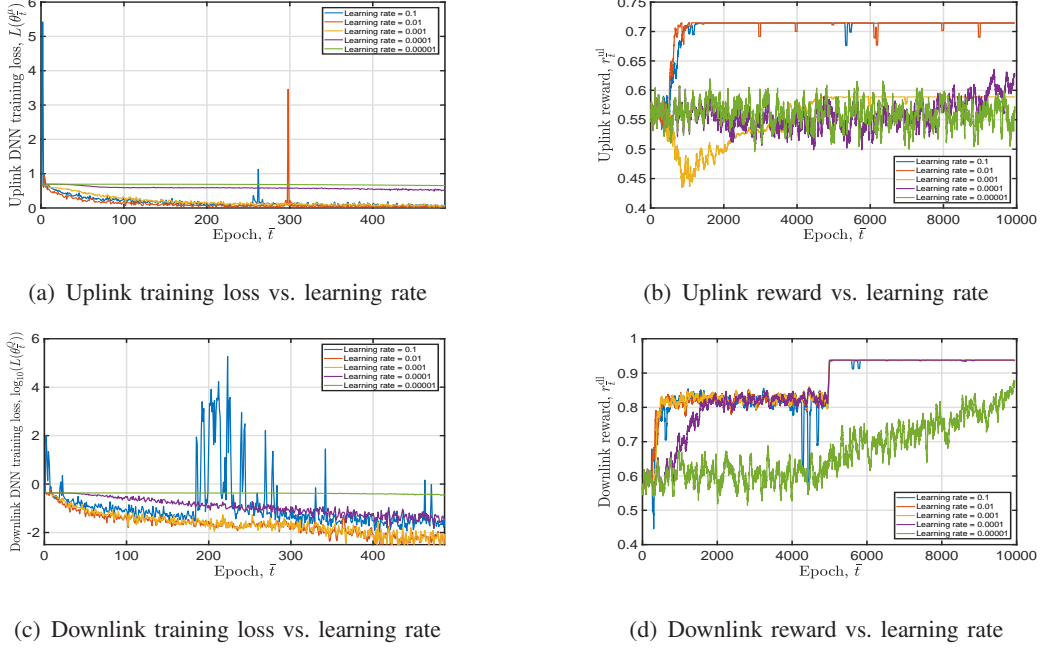 6
5
4
3
2
1
0
100
200
300
400
Uplink DNN training loss, L(θ_t̄^μ)
Epoch, t̄
Learning rate = 0.1
Learning rate = 0.01
Learning rate = 0.001
Learning rate = 0.0001
Learning rate = 0.00001
(a) Uplink training loss vs. learning rate
0.75
0.7
0.65
0.6
0.55
0.5
0.45
0.4
0
2000
4000
6000
8000
10000
Uplink reward, r_t̄^ul
Epoch, t̄
Learning rate = 0.1
Learning rate = 0.01
Learning rate = 0.001
Learning rate = 0.0001
Learning rate = 0.00001
(b) Uplink reward vs. learning rate
6
4
2
0
-2
100
200
300
400
Downlink DNN training loss, log₁₀(L(θ_t̄^Q))
Epoch, t̄
Learning rate = 0.1
Learning rate = 0.01
Learning rate = 0.001
Learning rate = 0.0001
Learning rate = 0.00001
(c) Downlink training loss vs. learning rate
1
0.9
0.8
0.7
0.6
0.5
0.4
0
2000
4000
6000
8000
10000
Downlink reward, r_t̄^dl
Epoch, t̄
Learning rate = 0.1
Learning rate = 0.01
Learning rate = 0.001
Learning rate = 0.0001
Learning rate = 0.00001
(d) Downlink reward vs. learning rate